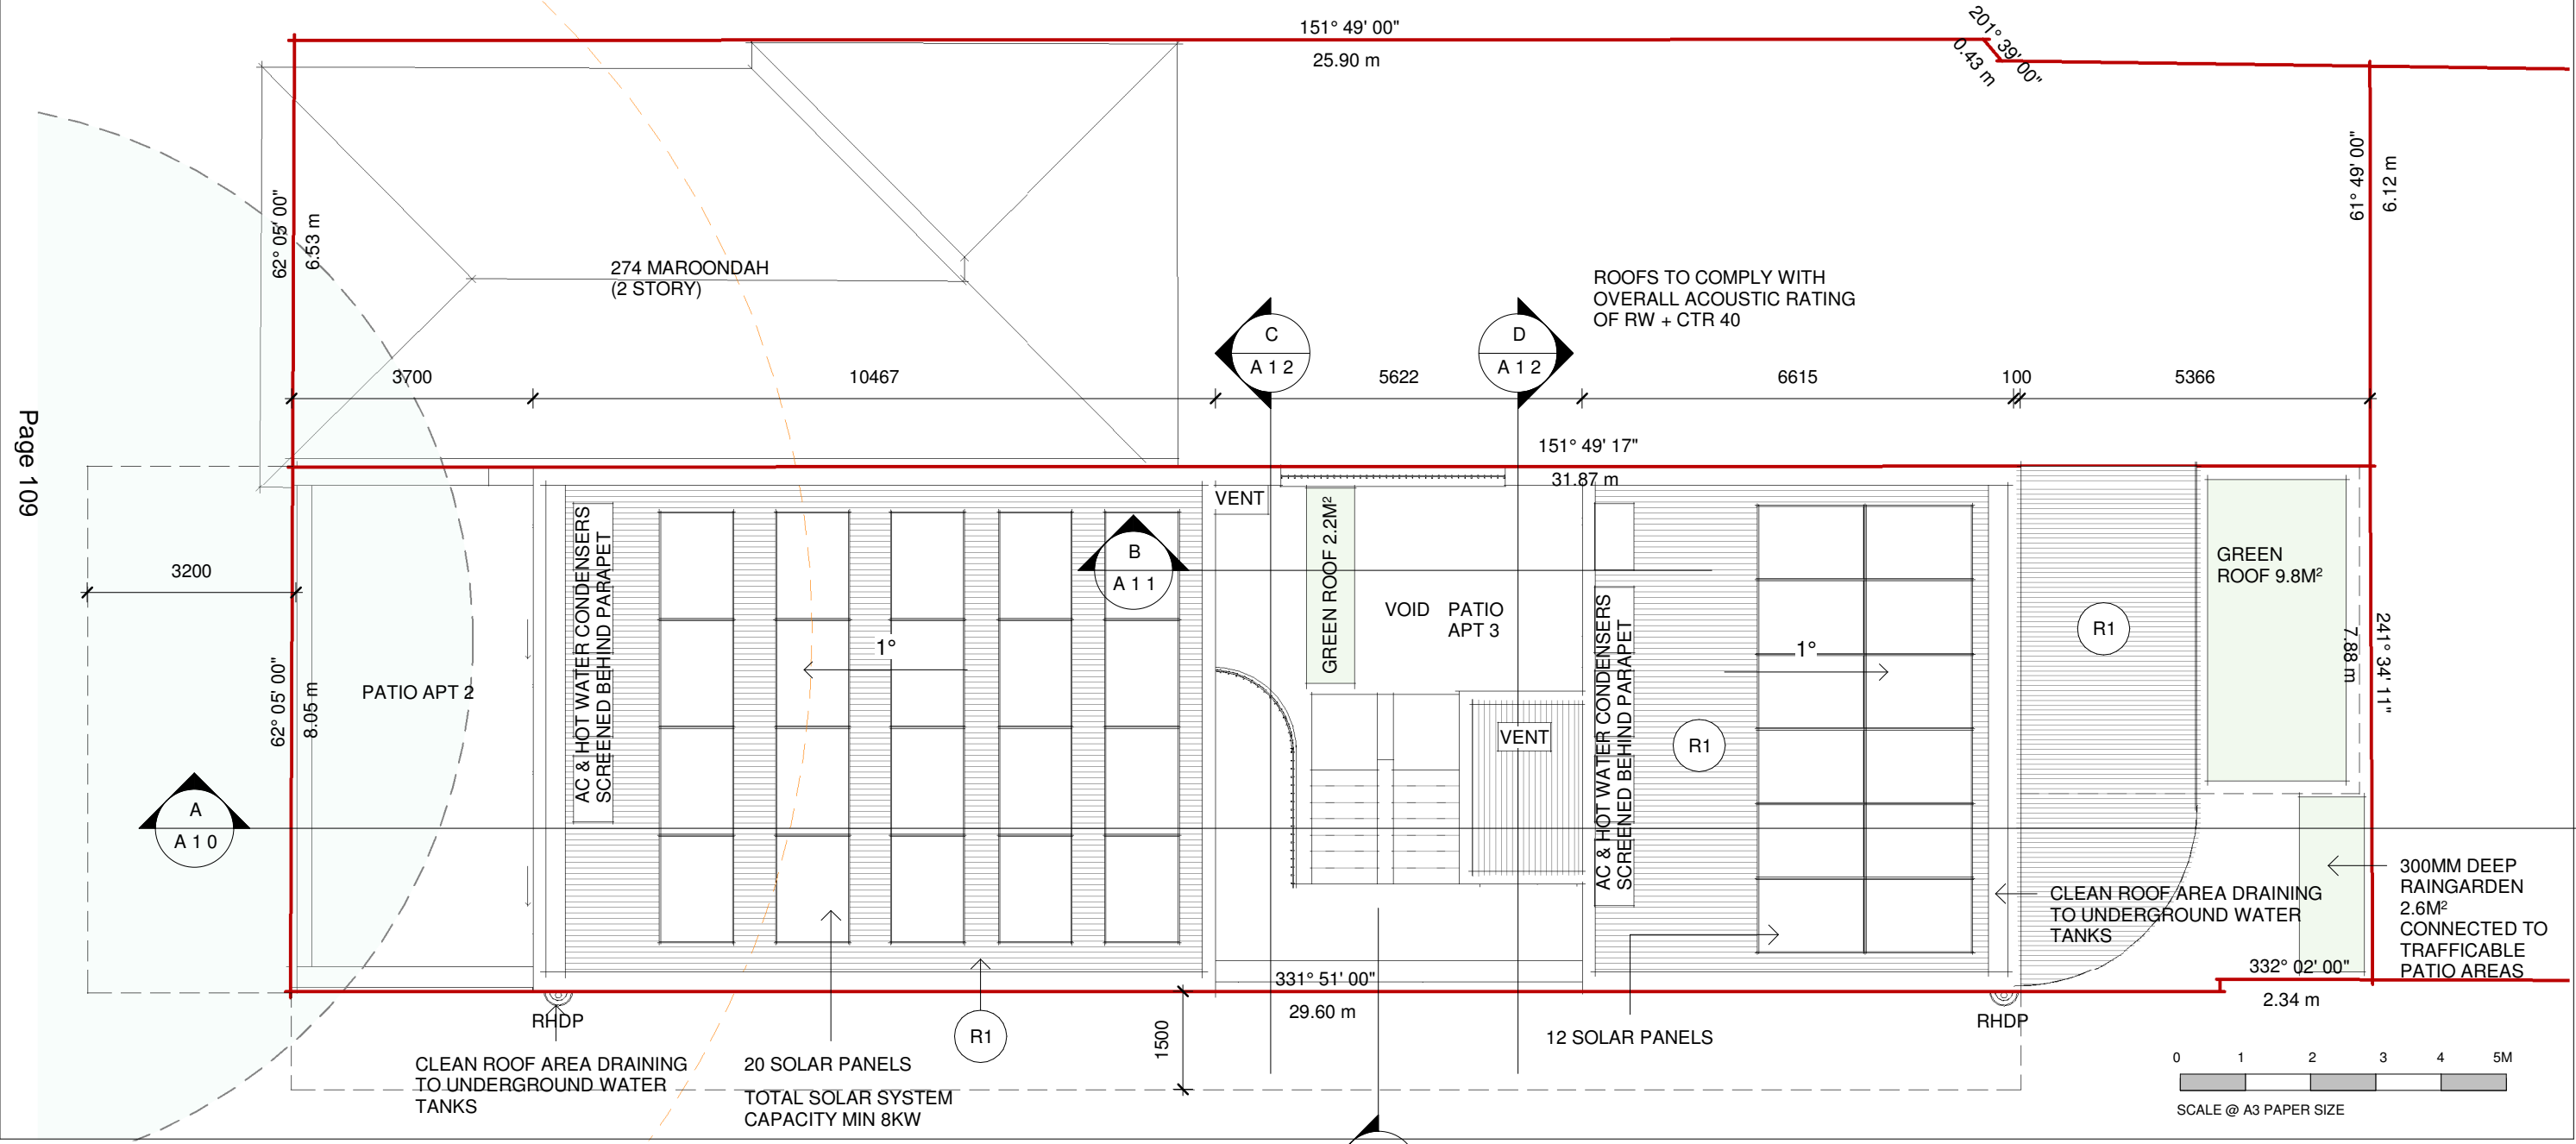 151° 49' 00"
25.90 m
201° 39' 00"
0.43 m
62° 05' 00"
6.53 m
61° 49' 00"
6.12 m
274 MAROONDAH
(2 STORY)
ROOFS TO COMPLY WITH
OVERALL ACOUSTIC RATING
OF RW + CTR 40
C
A 1 2
D
A 1 2
3700
10467
5622
6615
100
5366
Page 109
151° 49' 17"
31.87 m
3200
AC & HOT WATER CONDENSERS
SCREENED BEHIND PARAPET
VENT
GREEN ROOF 2.2M²
B
A 1 1
VOID
PATIO
APT 3
AC & HOT WATER CONDENSERS
SCREENED BEHIND PARAPET
GREEN
ROOF 9.8M²
R1
1°
1°
62° 05' 00"
8.05 m
PATIO APT 2
7.88 m
241° 34' 11"
VENT
R1
A
A 1 0
CLEAN ROOF AREA DRAINING
TO UNDERGROUND WATER
TANKS
300MM DEEP
RAINGARDEN
2.6M²
CONNECTED TO
TRAFFICABLE
PATIO AREAS
331° 51' 00"
29.60 m
332° 02' 00"
2.34 m
RHDP
R1
1500
RHDP
CLEAN ROOF AREA DRAINING
TO UNDERGROUND WATER
TANKS
20 SOLAR PANELS
TOTAL SOLAR SYSTEM
CAPACITY MIN 8KW
12 SOLAR PANELS
0 1 2 3 4 5M
SCALE @ A3 PAPER SIZE